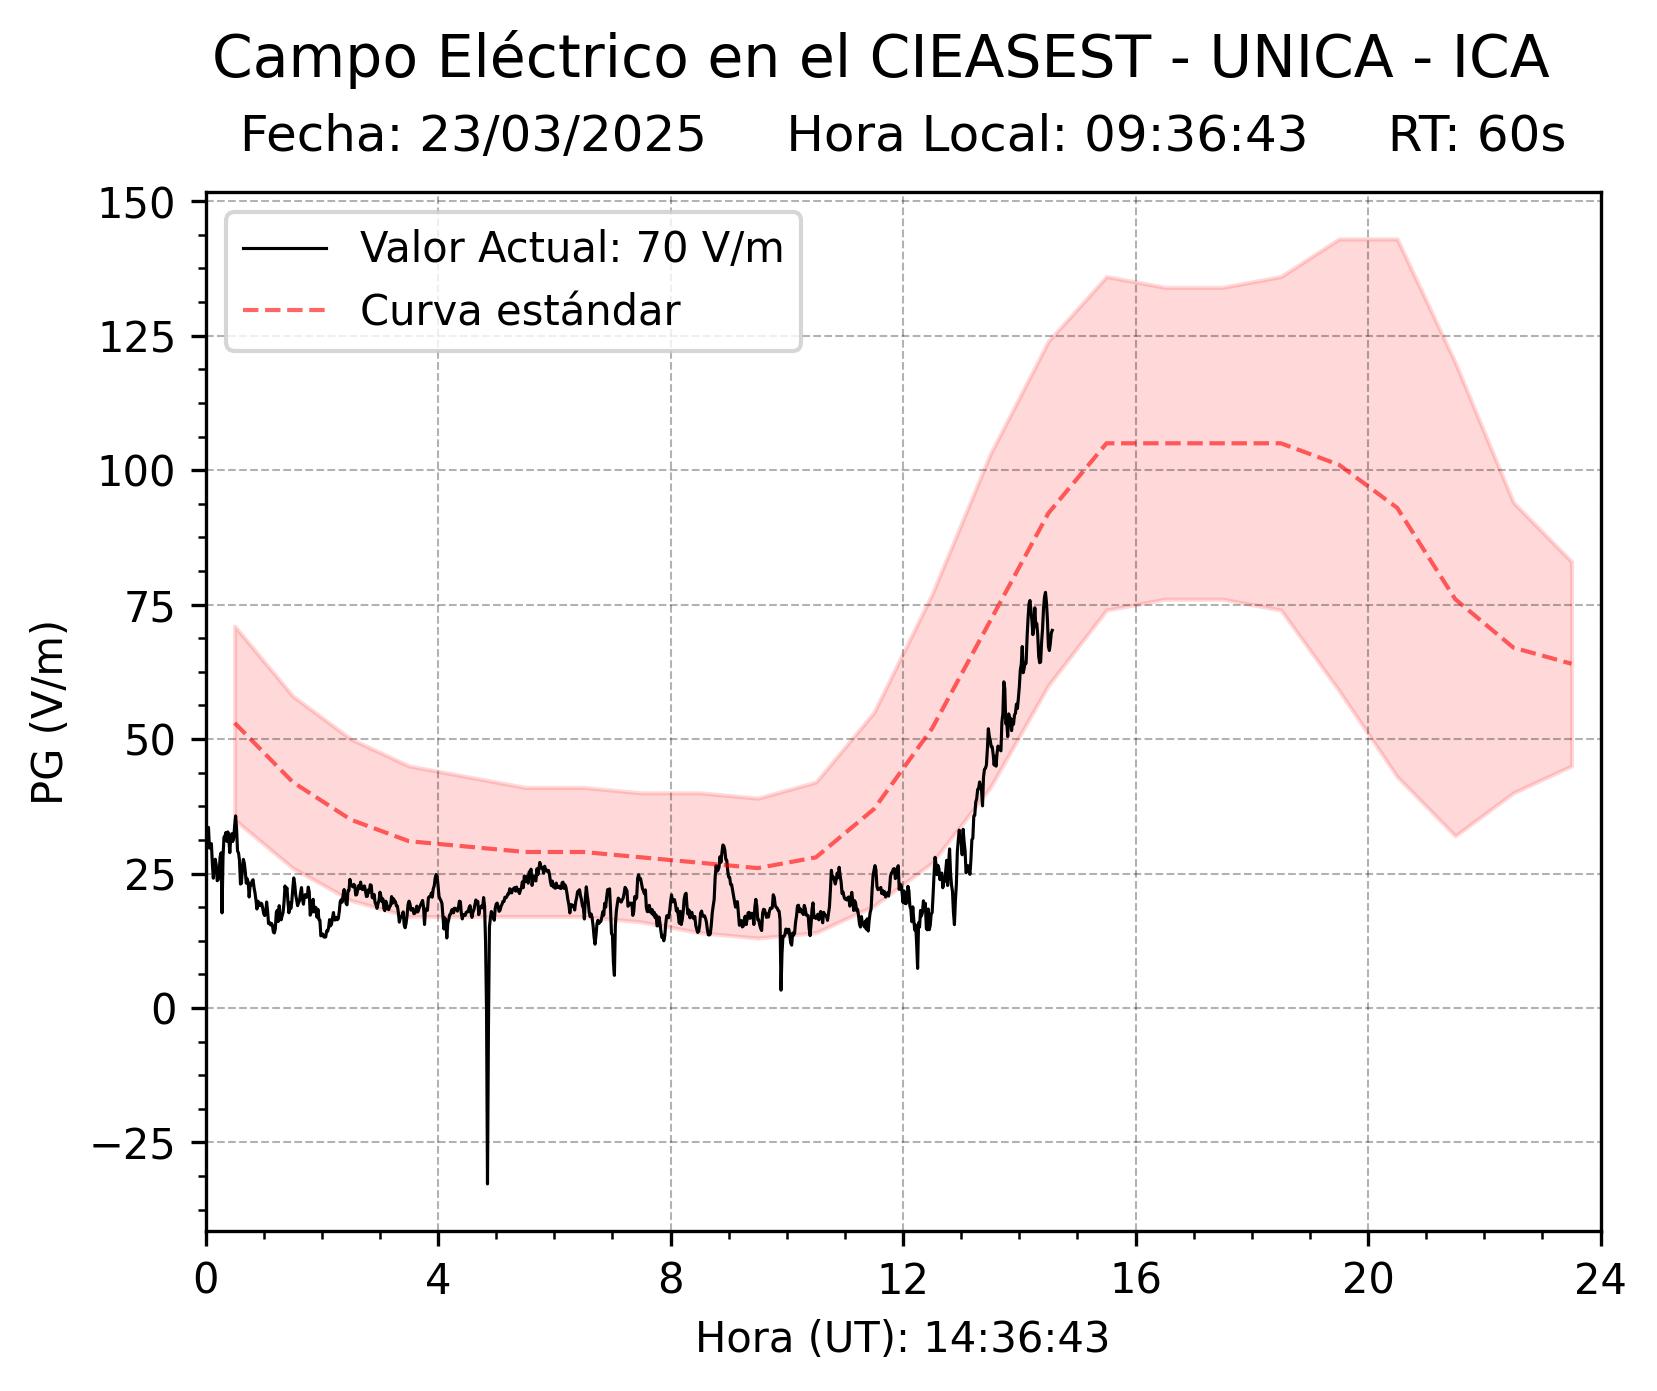 Campo Eléctrico en el CIEASEST - UNICA - ICA
Fecha: 23/03/2025 Hora Local: 09:36:43 RT: 60s
Valor Actual: 70 V/m
Curva estándar
PG (V/m)
150
125
100
75
50
25
0
−25
0 4 8 12 16 20 24
Hora (UT): 14:36:43